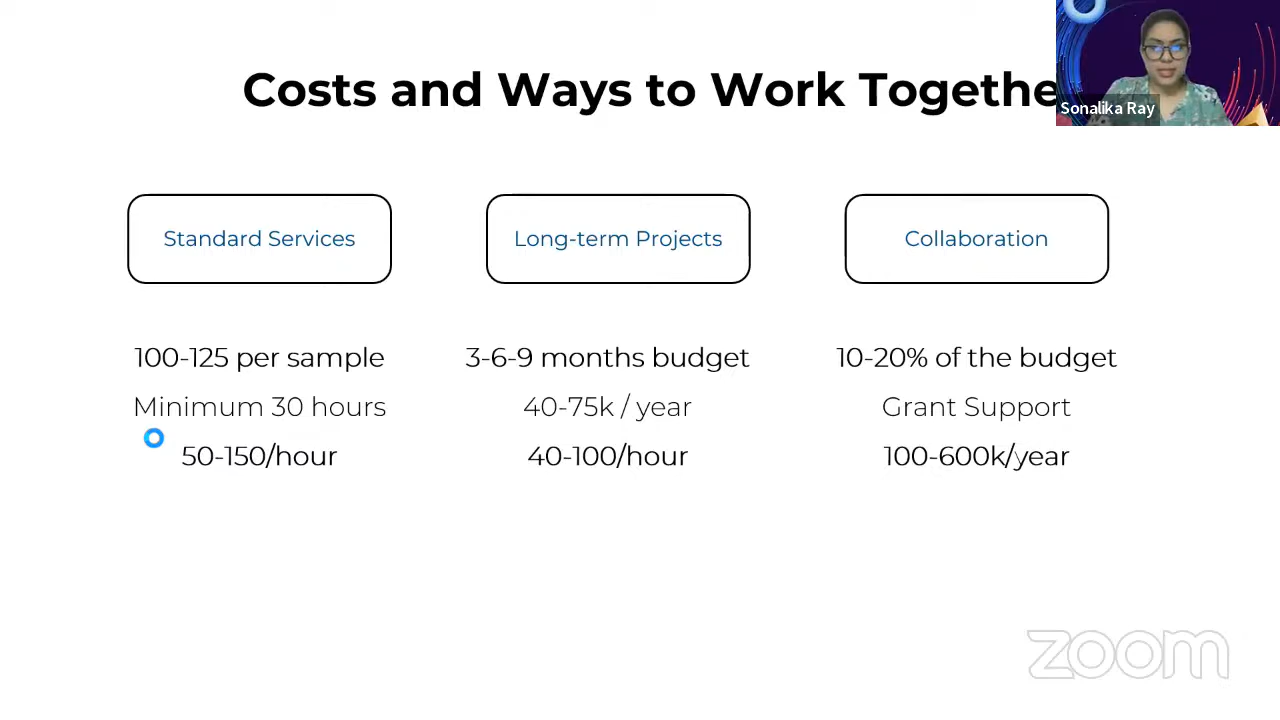 Costs and Ways to Work Togethe
Sonalika Ray
Standard Services
Long-term Projects
Collaboration
100-125 per sample
3-6-9 months budget
10-20% of the budget
Minimum 30 hours
40-75k / year
Grant Support
50-150/hour
40-100/hour
100-600k/year
zoom